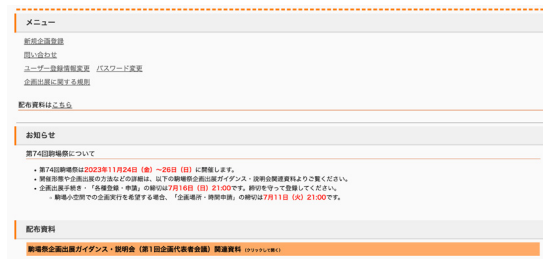 メニュー
新規企画登録
問い合わせ
ユーザー登録情報変更 パスワード変更
企画出展に関する規則
配布資料はこちら
お知らせ
第74回駒場祭について
第74回駒場祭は2023年11月24日（金）〜26日（日）に開催します。
開催形態や企画出展の方法などの詳細は、以下の駒場祭企画出展ガイダンス・説明会関連資料よりご覧ください。
企画出展手続き・「各種登録・申請」の締切は7月16日（日）21:00です。締切を守って登録してください。
駒場小空間での企画実行を希望する場合、「企画場所・時間申請」の締切は7月11日（火）21:00です。
配布資料
駒場祭企画出展ガイダンス・説明会（第1回企画代表者会議）関連資料（クリックして開く）